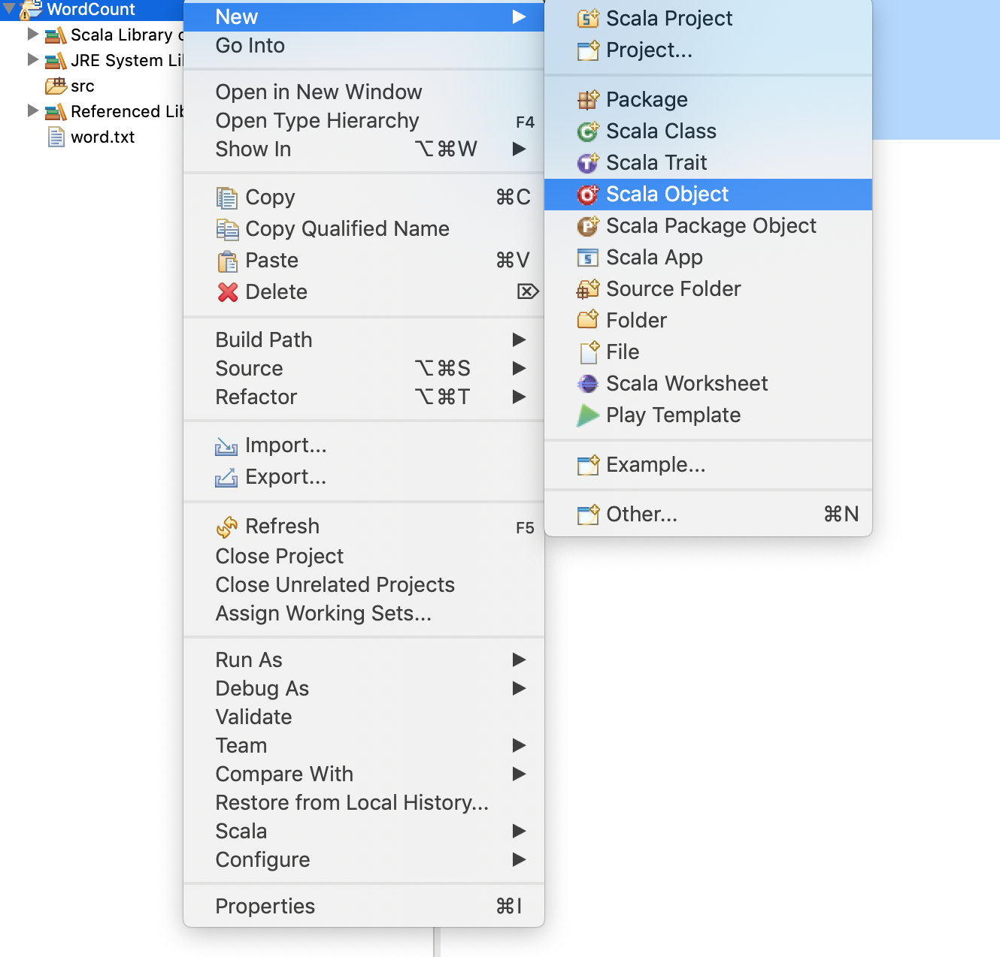 WordCount
Scala Library
JRE System
src
Referenced
word.txt
New
Go Into
Open in New Window
Open Type Hierarchy F4
Show In ⌥⌘W
Copy ⌘C
Copy Qualified Name
Paste ⌘V
Delete ⌦
Build Path
Source ⌥⌘S
Refactor ⌥⌘T
Import...
Export...
Refresh F5
Close Project
Close Unrelated Projects
Assign Working Sets...
Run As
Debug As
Validate
Team
Compare With
Restore from Local History...
Scala
Configure
Properties ⌘I
Scala Project
Project...
Package
Scala Class
Scala Trait
Scala Object
Scala Package Object
Scala App
Source Folder
Folder
File
Scala Worksheet
Play Template
Example...
Other... ⌘N